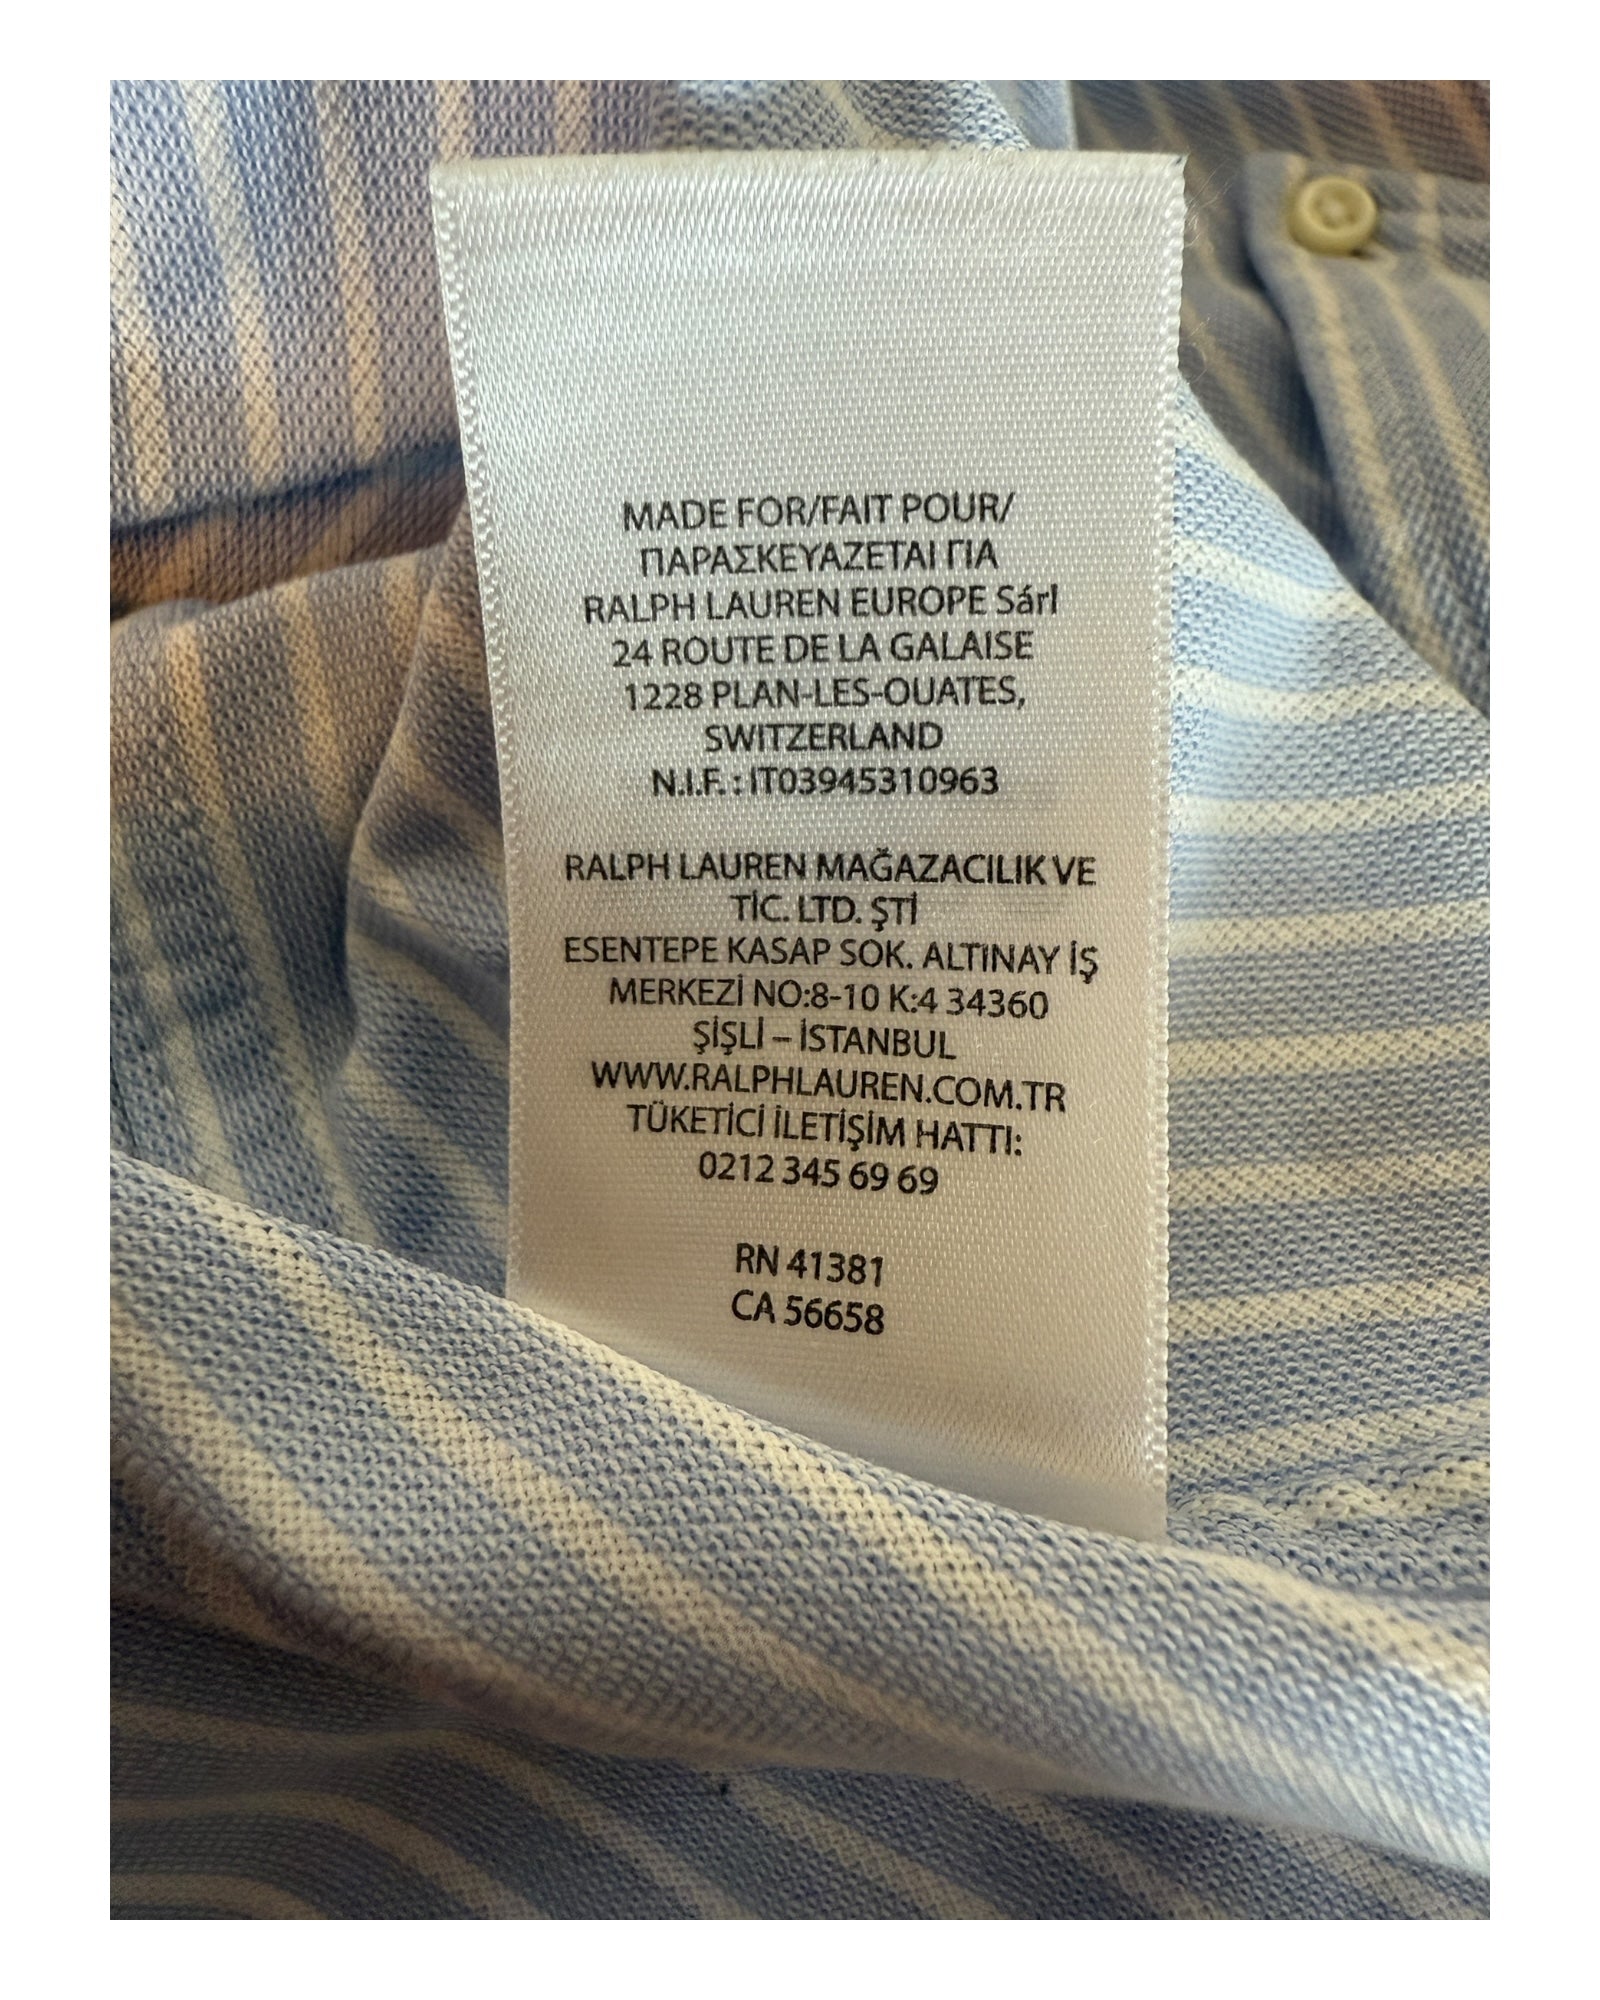 MADE FOR/FAIT POUR/
ΠΑΡΑΣΚΕΥΑΖΕΤΑΙ ΓΙΑ
RALPH LAUREN EUROPE Sárl
24 ROUTE DE LA GALAISE
1228 PLAN-LES-OUATES,
SWITZERLAND
N.I.F. : IT03945310963
RALPH LAUREN MAĞAZACILIK VE
TİC. LTD. ŞTİ
ESENTEPE KASAP SOK. ALTINAY İŞ
MERKEZİ NO:8-10 K:4 34360
ŞİŞLİ – İSTANBUL
WWW.RALPHLAUREN.COM.TR
TÜKETİCİ İLETİŞİM HATTI:
0212 345 69 69
RN 41381
CA 56658